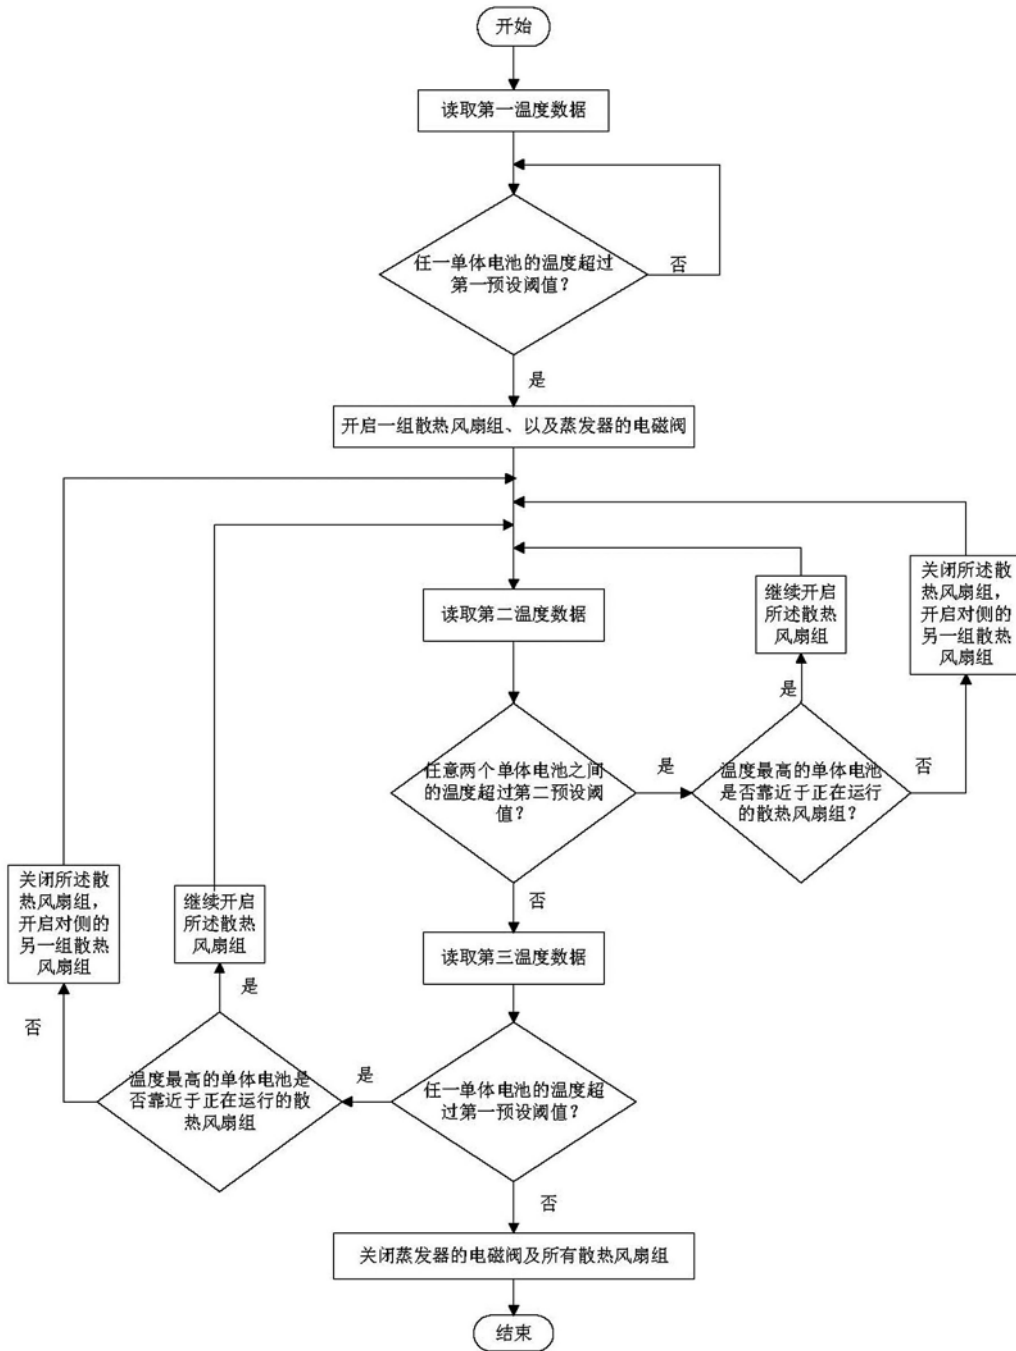 开始
读取第一温度数据
任一单体电池的温度超过
第一预设阈值？
否
是
开启一组散热风扇组、以及蒸发器的电磁阀
读取第二温度数据
继续开启
所述散热
风扇组
关闭所述散
热风扇组，
开启对侧的
另一组散热
风扇组
是
任意两个单体电池之间
的温度超过第二预设阈
值？
是
温度最高的单体电池
是否靠近于正在运行
的散热风扇组？
否
关闭所述散
热风扇组，
开启对侧的
另一组散热
风扇组
继续开启
所述散热
风扇组
否
读取第三温度数据
是
否
温度最高的单体电池是
否靠近于正在运行的散
热风扇组
是
任一单体电池的温度超
过第一预设阈值？
否
关闭蒸发器的电磁阀及所有散热风扇组
结束